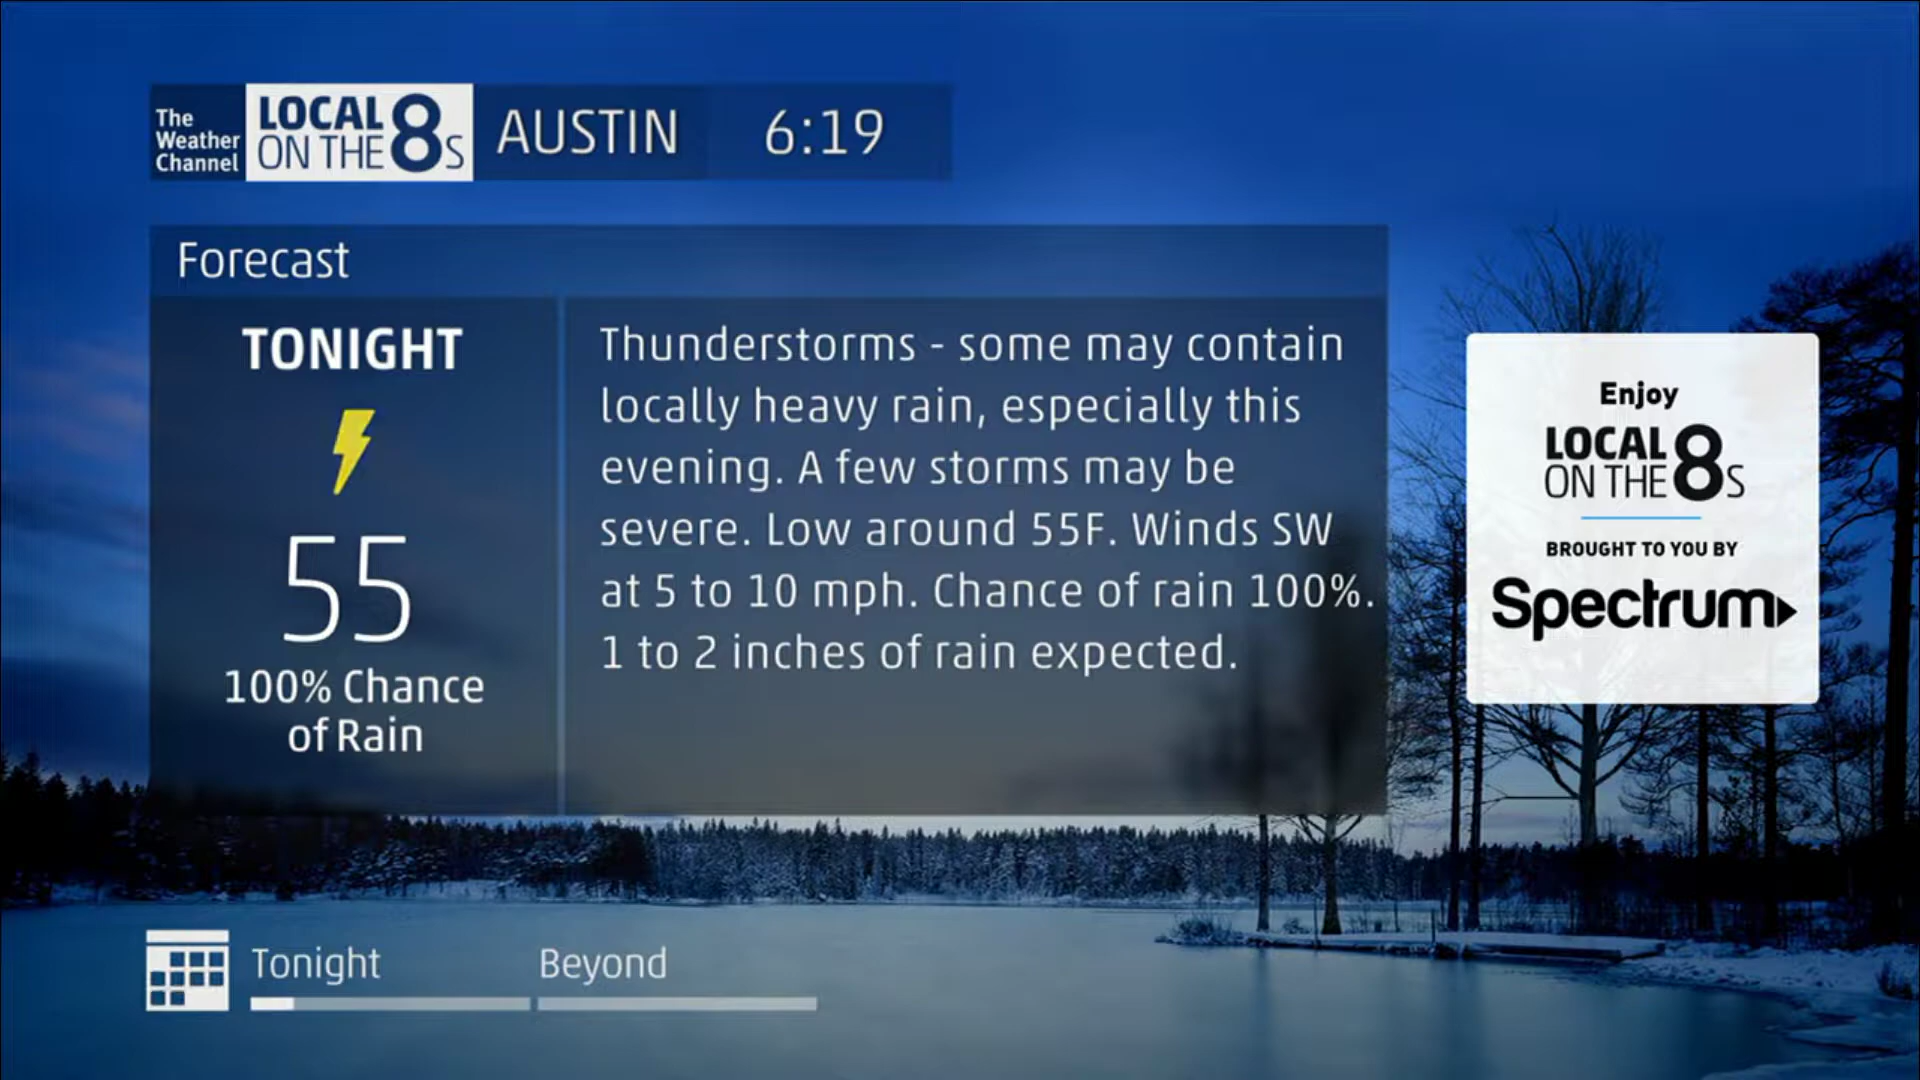 The
Weather
Channel
LOCAL
ON THE 8s
AUSTIN
6:19
Forecast
TONIGHT
55
100% Chance
of Rain
Thunderstorms - some may contain
locally heavy rain, especially this
evening. A few storms may be
severe. Low around 55F. Winds SW
at 5 to 10 mph. Chance of rain 100%.
1 to 2 inches of rain expected.
Enjoy
LOCAL
ON THE 8s
BROUGHT TO YOU BY
Spectrum
Tonight
Beyond